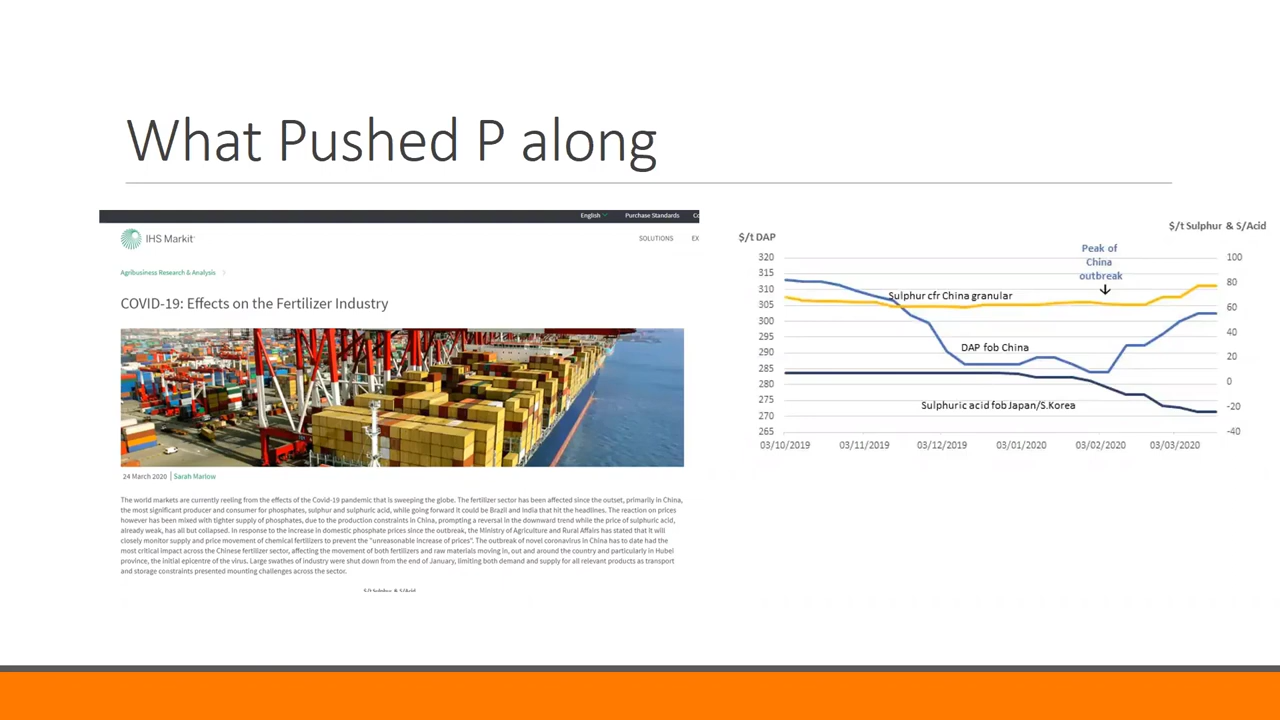 What Pushed P along
English
Purchase Standards
IHS Markit
SOLUTIONS
EX
Agribusiness Research & Analysis
COVID-19: Effects on the Fertilizer Industry
24 March 2020 | Sarah Marlow
The world markets are currently reeling from the effects of the Covid-19 pandemic that is sweeping the globe. The fertilizer sector has been affected since the outset, primarily in China,
the most significant producer and consumer for phosphates, sulphur and sulphuric acid, while going forward it could be Brazil and India that hit the headlines. The reaction on prices
however has been mixed with tighter supply of phosphates, due to the production constraints in China, prompting a reversal in the downward trend while the price of sulphuric acid,
already weak, has all but collapsed. In response to the increase in domestic phosphate prices since the outbreak, the Ministry of Agriculture and Rural Affairs has stated that it will
closely monitor supply and price movement of chemical fertilizers to prevent the "unreasonable increase of prices". The outbreak of novel coronavirus in China has to date had the
most critical impact across the Chinese fertilizer sector, affecting the movement of both fertilizers and raw materials moving in, out and around the country and particularly in Hubei
province, the initial epicentre of the virus. Large swathes of industry were shut down from the end of January, limiting both demand and supply for all relevant products as transport
and storage constraints presented mounting challenges across the sector.
$/t Sulphur & S/Acid
$/t DAP
320
315
310
305
300
295
290
285
280
275
270
265
Peak of
China
outbreak
Sulphur cfr China granular
DAP fob China
Sulphuric acid fob Japan/S.Korea
100
80
60
40
20
0
-20
-40
03/10/2019
03/11/2019
03/12/2019
03/01/2020
03/02/2020
03/03/2020